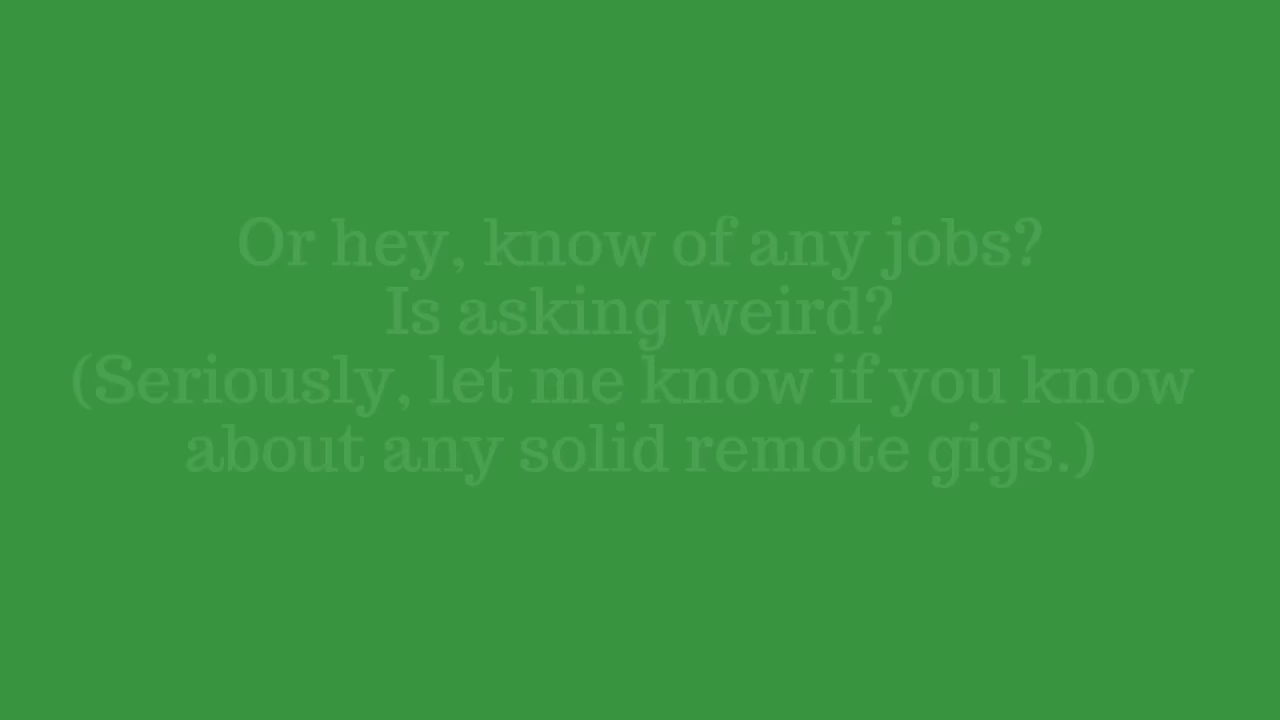 Or hey, know of any jobs?
Is asking weird?
(Seriously, let me know if you know
about any solid remote gigs.)